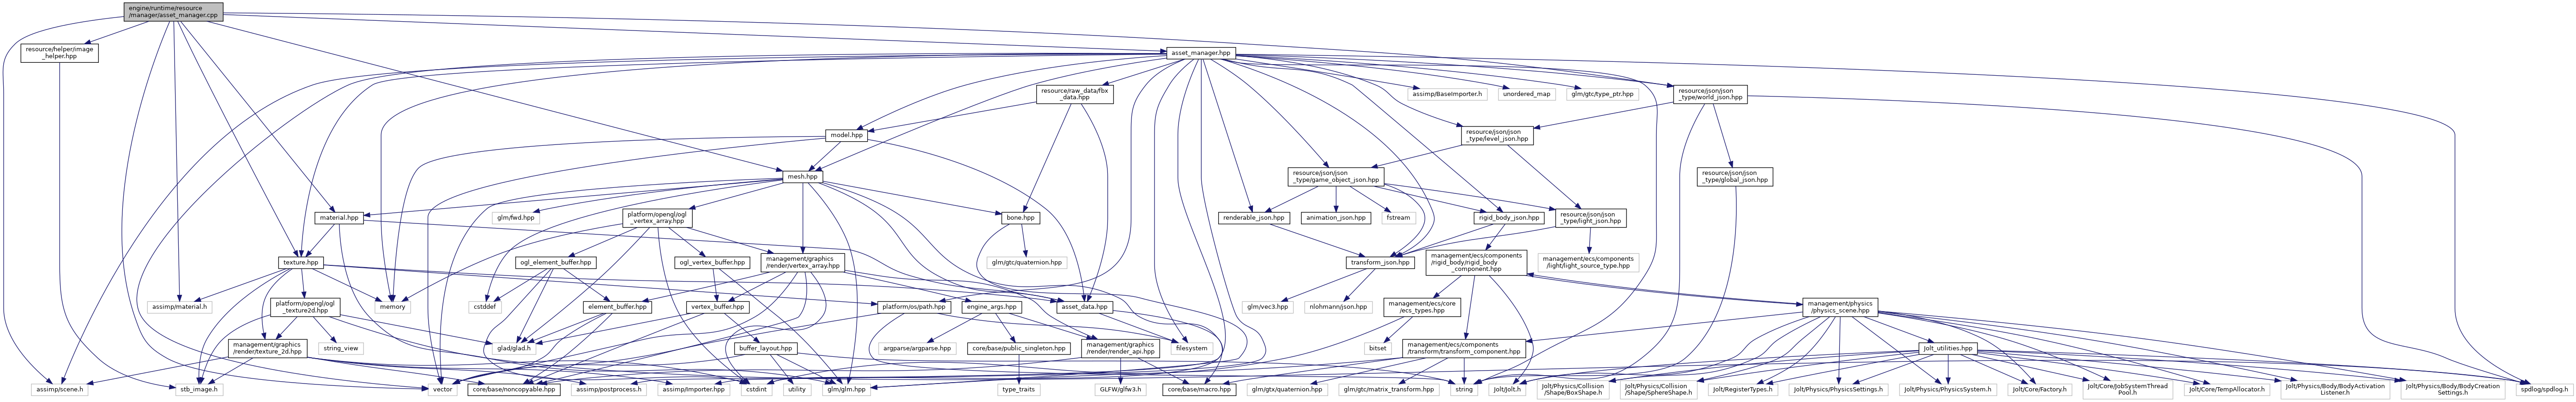 engine/runtime/resource
/manager/asset_manager.cpp
resource/helper/image
_helper.hpp
asset_manager.hpp
resource/raw_data/fbx
_data.hpp
assimp/BaseImporter.h
unordered_map
glm/gtc/type_ptr.hpp
resource/json/json
_type/world_json.hpp
model.hpp
resource/json/json
_type/level_json.hpp
mesh.hpp
resource/json/json
_type/game_object_json.hpp
resource/json/json
_type/global_json.hpp
material.hpp
glm/fwd.hpp
platform/opengl/ogl
_vertex_array.hpp
bone.hpp
renderable_json.hpp
animation_json.hpp
fstream
rigid_body_json.hpp
resource/json/json
_type/light_json.hpp
texture.hpp
ogl_element_buffer.hpp
ogl_vertex_buffer.hpp
management/graphics
/render/vertex_array.hpp
glm/gtc/quaternion.hpp
transform_json.hpp
management/ecs/components
/rigid_body/rigid_body
_component.hpp
management/ecs/components
/light/light_source_type.hpp
assimp/material.h
platform/opengl/ogl
_texture2d.hpp
memory
cstddef
element_buffer.hpp
vertex_buffer.hpp
platform/os/path.hpp
engine_args.hpp
asset_data.hpp
glm/vec3.hpp
nlohmann/json.hpp
management/ecs/core
/ecs_types.hpp
management/physics
/physics_scene.hpp
management/graphics
/render/texture_2d.hpp
string_view
glad/glad.h
buffer_layout.hpp
argparse/argparse.hpp
core/base/public_singleton.hpp
management/graphics
/render/render_api.hpp
filesystem
bitset
management/ecs/components
/transform/transform_component.hpp
jolt_utilities.hpp
assimp/scene.h
stb_image.h
vector
core/base/noncopyable.hpp
assimp/postprocess.h
assimp/Importer.hpp
cstdint
utility
glm/glm.hpp
type_traits
GLFW/glfw3.h
core/base/macro.hpp
glm/gtx/quaternion.hpp
glm/gtc/matrix_transform.hpp
string
Jolt/Jolt.h
Jolt/Physics/Collision
/Shape/BoxShape.h
Jolt/Physics/Collision
/Shape/SphereShape.h
Jolt/RegisterTypes.h
Jolt/Physics/PhysicsSettings.h
Jolt/Physics/PhysicsSystem.h
Jolt/Core/Factory.h
Jolt/Core/JobSystemThread
Pool.h
Jolt/Core/TempAllocator.h
Jolt/Physics/Body/BodyActivation
Listener.h
Jolt/Physics/Body/BodyCreation
Settings.h
spdlog/spdlog.h